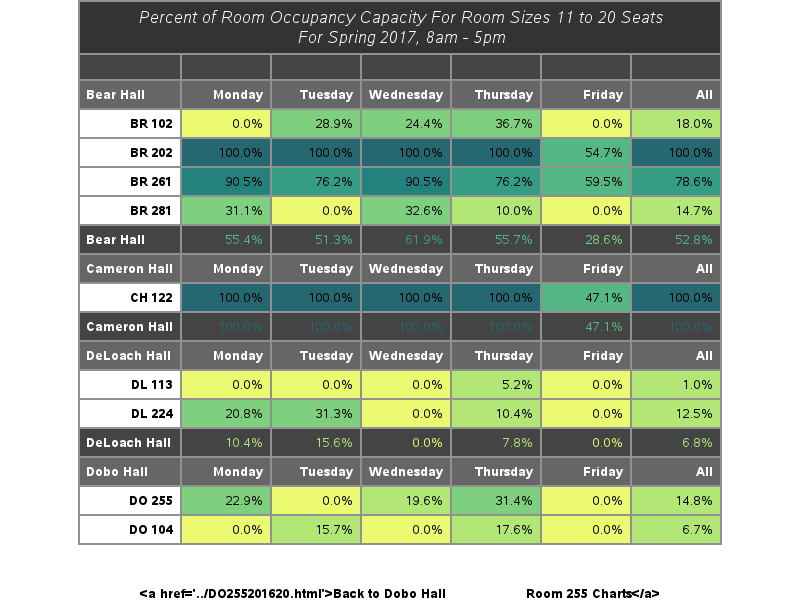 Percent of Room Occupancy Capacity For Room Sizes 11 to 20 Seats
For Spring 2017, 8am - 5pm
Bear Hall Monday Tuesday Wednesday Thursday Friday All
BR 102 0.0% 28.9% 24.4% 36.7% 0.0% 18.0%
BR 202 100.0% 100.0% 100.0% 100.0% 54.7% 100.0%
BR 261 90.5% 76.2% 90.5% 76.2% 59.5% 78.6%
BR 281 31.1% 0.0% 32.6% 10.0% 0.0% 14.7%
Bear Hall 55.4% 51.3% 61.9% 55.7% 28.6% 52.8%
Cameron Hall Monday Tuesday Wednesday Thursday Friday All
CH 122 100.0% 100.0% 100.0% 100.0% 47.1% 100.0%
Cameron Hall 100.0% 100.0% 100.0% 100.0% 47.1% 100.0%
DeLoach Hall Monday Tuesday Wednesday Thursday Friday All
DL 113 0.0% 0.0% 0.0% 5.2% 0.0% 1.0%
DL 224 20.8% 31.3% 0.0% 10.4% 0.0% 12.5%
DeLoach Hall 10.4% 15.6% 0.0% 7.8% 0.0% 6.8%
Dobo Hall Monday Tuesday Wednesday Thursday Friday All
DO 255 22.9% 0.0% 19.6% 31.4% 0.0% 14.8%
DO 104 0.0% 15.7% 0.0% 17.6% 0.0% 6.7%
<a href='../DO255201620.html'>Back to Dobo Hall Room 255 Charts</a>